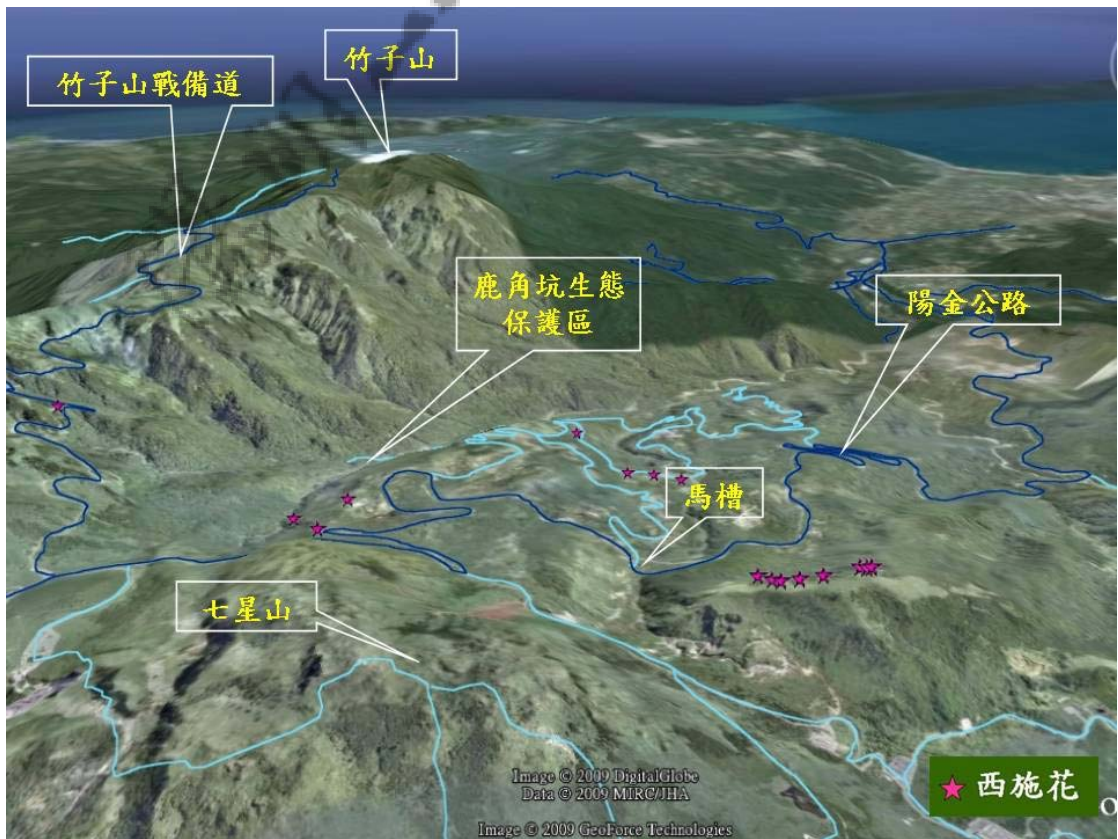 竹子山
竹子山戰備道
鹿角坑生態
保護區
陽金公路
馬槽
七星山
Image © 2009 DigitalGlobe
Data © 2009 MIRC/JHA
★ 西施花
Image © 2009 GeoForce Technologies